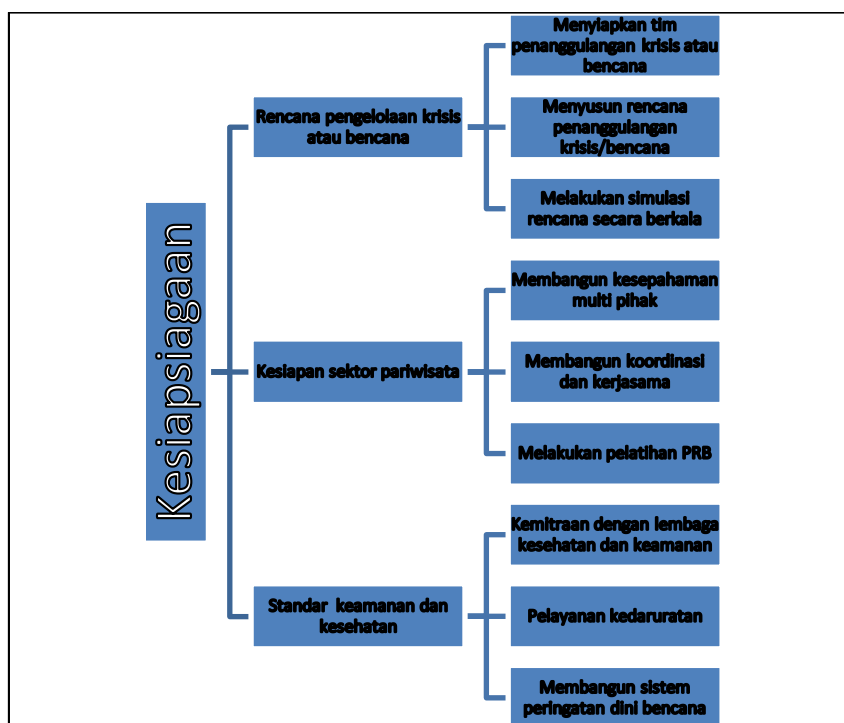 Kesiapsiagaan
Rencana pengelolaan krisis
atau bencana
Menyiapkan tim
penanggulangan krisis atau
bencana
Menyusun rencana
penanggulangan
krisis/bencana
Melakukan simulasi
rencana secara berkala
Kesiapan sektor pariwisata
Membangun kesepahaman
multi pihak
Membangun koordinasi
dan kerjasama
Melakukan pelatihan PRB
Standar keamanan dan
kesehatan
Kemitraan dengan lembaga
kesehatan dan keamanan
Pelayanan kedaruratan
Membangun sistem
peringatan dini bencana